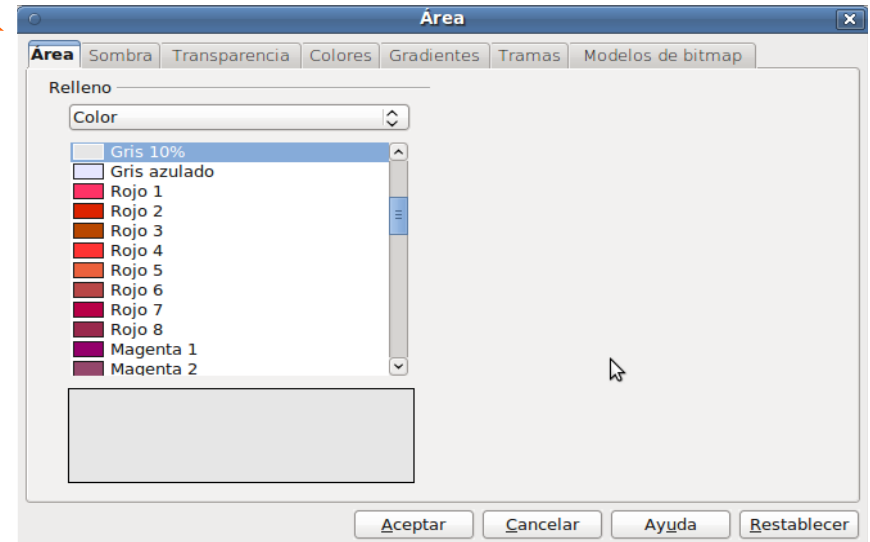 Área
Área Sombra Transparencia Colores Gradientes Tramas Modelos de bitmap
Relleno
Color
Gris 10%
Gris azulado
Rojo 1
Rojo 2
Rojo 3
Rojo 4
Rojo 5
Rojo 6
Rojo 7
Rojo 8
Magenta 1
Magenta 2
Aceptar Cancelar Ayuda Restablecer